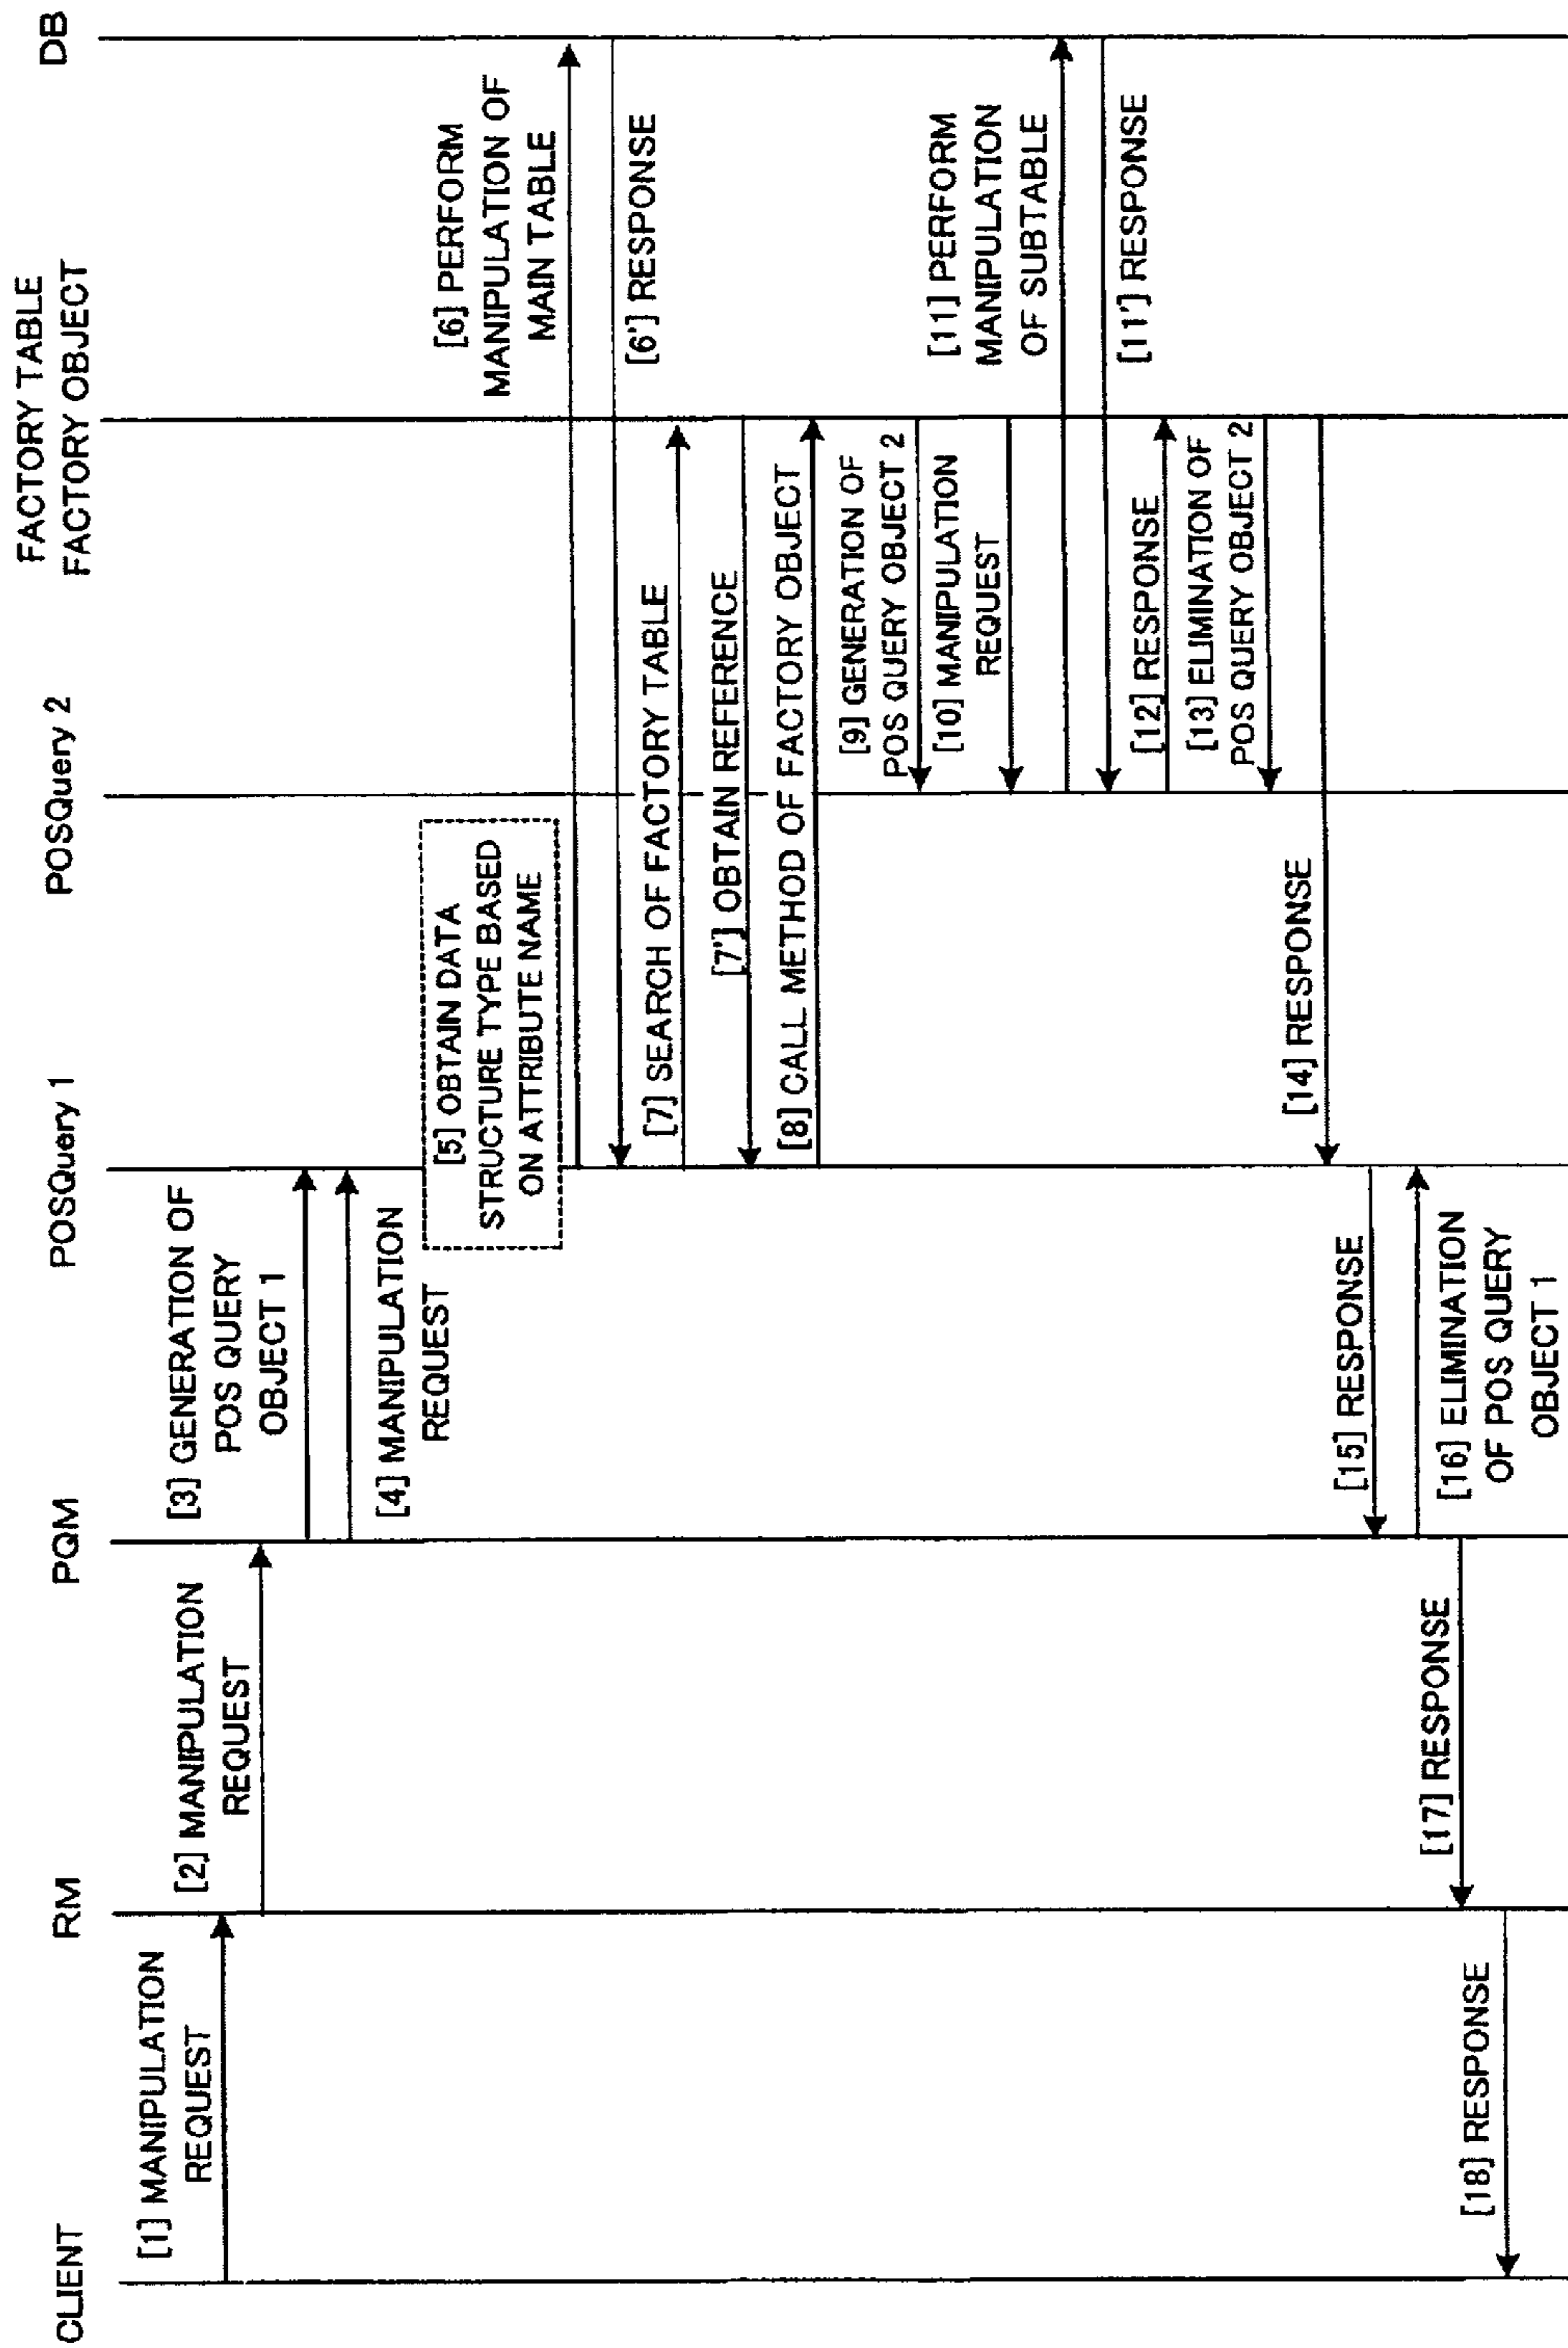 CLIENT
RM
PQM
POSQuery 1
POSQuery 2
FACTORY TABLE
FACTORY OBJECT
DB
[1] MANIPULATION
REQUEST
[2] MANIPULATION
REQUEST
[3] GENERATION OF
POS QUERY
OBJECT 1
[4] MANIPULATION
REQUEST
[5] OBTAIN DATA
STRUCTURE TYPE BASED
ON ATTRIBUTE NAME
[6] PERFORM
MANIPULATION OF
MAIN TABLE
[6'] RESPONSE
[7] SEARCH OF FACTORY TABLE
[7'] OBTAIN REFERENCE
[8] CALL METHOD OF FACTORY OBJECT
[9] GENERATION OF
POS QUERY OBJECT 2
[10] MANIPULATION
REQUEST
[11] PERFORM
MANIPULATION
OF SUBTABLE
[11'] RESPONSE
[12] RESPONSE
[13] ELIMINATION OF
POS QUERY OBJECT 2
[14] RESPONSE
[15] RESPONSE
[16] ELIMINATION
OF POS QUERY
OBJECT 1
[17] RESPONSE
[18] RESPONSE